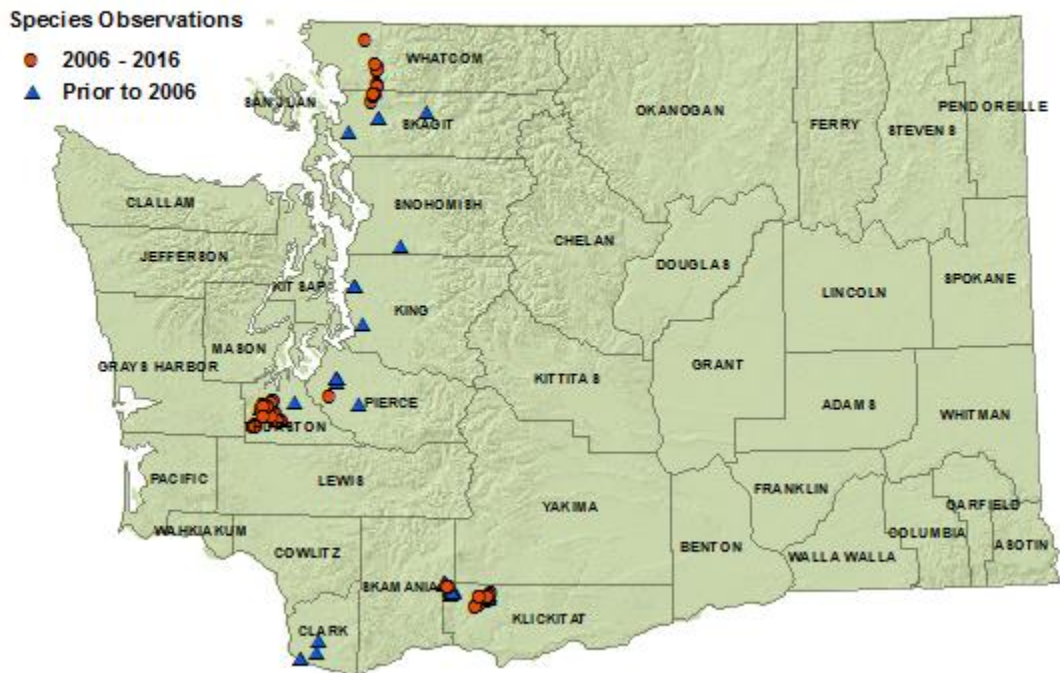 Species Observations
2006 - 2016
Prior to 2006
WHATCOM
SAN JUAN
SKAGIT
OKANOGAN
FERRY
STEVENS
PEND OREILLE
CLALLAM
SNOHOMISH
CHELAN
JEFFERSON
DOUGLAS
KITSAP
SPOKANE
LINCOLN
KING
MASON
GRAYS HARBOR
GRANT
KITTITAS
PIERCE
ADAMS
WHITMAN
THURSTON
PACIFIC
LEWIS
FRANKLIN
YAKIMA
GARFIELD
WAHKIAKUM
COLUMBIA
ASOTIN
BENTON
COWLITZ
WALLA WALLA
SKAMANIA
KLICKITAT
CLARK